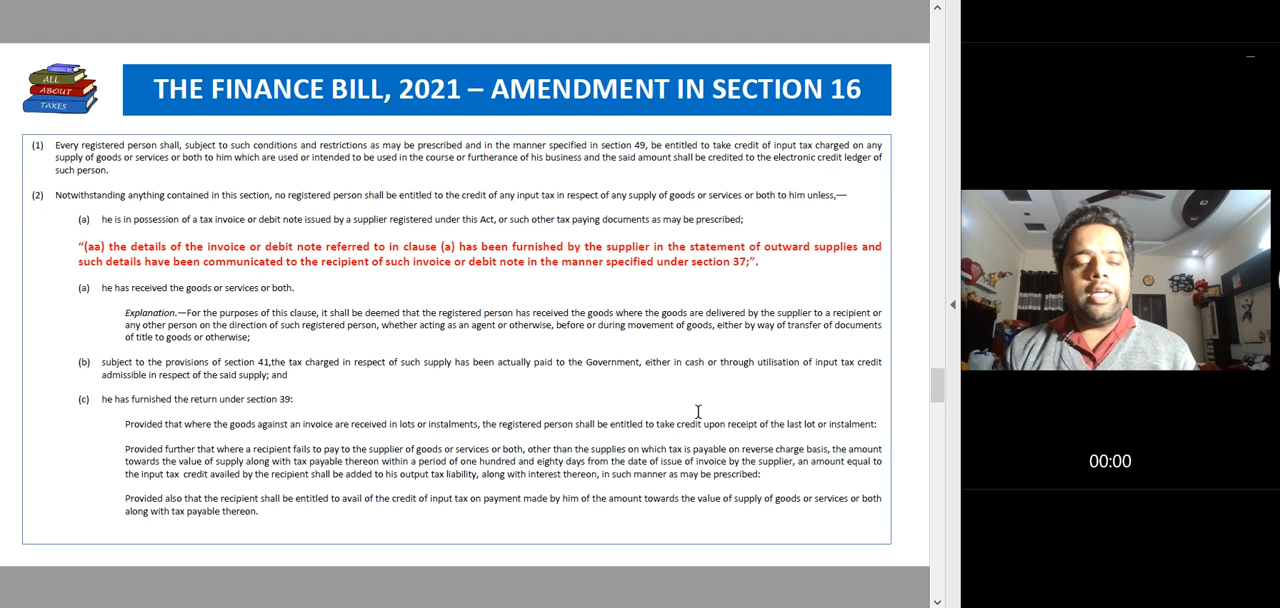 ALL
ABOUT
TAXES
THE FINANCE BILL, 2021 – AMENDMENT IN SECTION 16
(1) Every registered person shall, subject to such conditions and restrictions as may be prescribed and in the manner specified in section 49, be entitled to take credit of input tax charged on any
supply of goods or services or both to him which are used or intended to be used in the course or furtherance of his business and the said amount shall be credited to the electronic credit ledger of
such person.
(2) Notwithstanding anything contained in this section, no registered person shall be entitled to the credit of any input tax in respect of any supply of goods or services or both to him unless,—
(a) he is in possession of a tax invoice or debit note issued by a supplier registered under this Act, or such other tax paying documents as may be prescribed;
“(aa) the details of the invoice or debit note referred to in clause (a) has been furnished by the supplier in the statement of outward supplies and
such details have been communicated to the recipient of such invoice or debit note in the manner specified under section 37;”.
(a) he has received the goods or services or both.
Explanation.—For the purposes of this clause, it shall be deemed that the registered person has received the goods where the goods are delivered by the supplier to a recipient or
any other person on the direction of such registered person, whether acting as an agent or otherwise, before or during movement of goods, either by way of transfer of documents
of title to goods or otherwise;
(b) subject to the provisions of section 41,the tax charged in respect of such supply has been actually paid to the Government, either in cash or through utilisation of input tax credit
admissible in respect of the said supply; and
(c) he has furnished the return under section 39:
Provided that where the goods against an invoice are received in lots or instalments, the registered person shall be entitled to take credit upon receipt of the last lot or instalment:
Provided further that where a recipient fails to pay to the supplier of goods or services or both, other than the supplies on which tax is payable on reverse charge basis, the amount
towards the value of supply along with tax payable thereon within a period of one hundred and eighty days from the date of issue of invoice by the supplier, an amount equal to
the input tax credit availed by the recipient shall be added to his output tax liability, along with interest thereon, in such manner as may be prescribed:
Provided also that the recipient shall be entitled to avail of the credit of input tax on payment made by him of the amount towards the value of supply of goods or services or both
along with tax payable thereon.
00:00